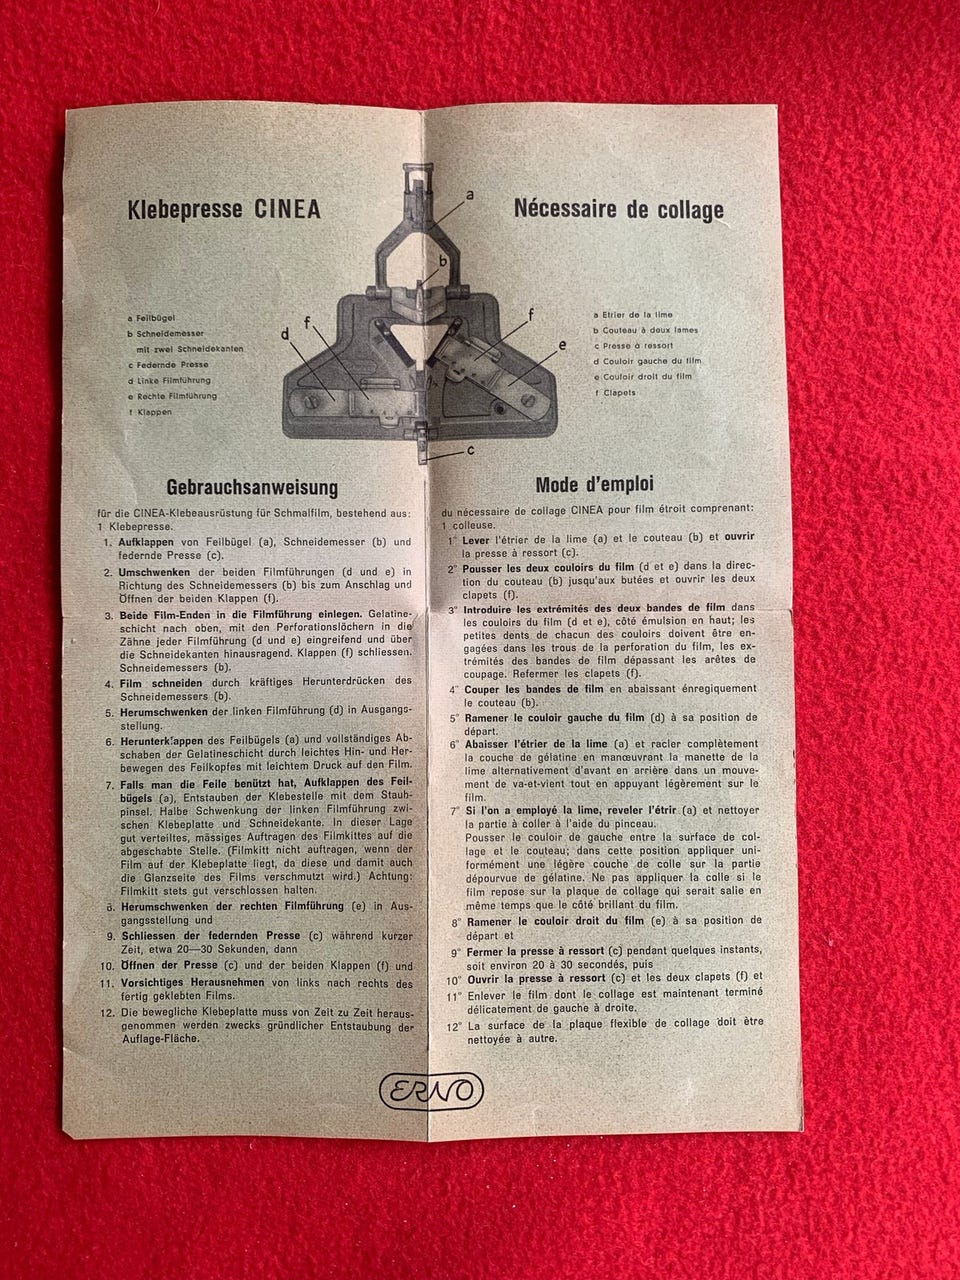 Klebepresse CINEA
a Feilbügel
b Schneidemesser
mit zwei Schneidekanten
c Federnde Presse
d Linke Filmführung
e Rechte Filmführung
f Klappen
a
b
f
d
f
e
c
Nécessaire de collage
a Etrier de la lime
b Couteau à deux lames
c Presse à ressort
d Couloir gauche du film
e Couloir droit du film
f Clapets
Gebrauchsanweisung
für die CINEA-Klebeausrüstung für Schmalfilm, bestehend aus:
1 Klebepresse.
1. Aufklappen von Feilbügel (a), Schneidemesser (b) und
federnde Presse (c).
2. Umschwenken der beiden Filmführungen (d und e) in
Richtung des Schneidemessers (b) bis zum Anschlag und
Öffnen der beiden Klappen (f).
3. Beide Film-Enden in die Filmführung einlegen. Gelatine-
schicht nach oben, mit den Perforationslöchern in die
Zähne jeder Filmführung (d und e) eingreifend und über
die Schneidekanten hinausragend. Klappen (f) schliessen.
Schneidemessers (b).
4. Film schneiden durch kräftiges Herunterdrücken des
Schneidemessers (b).
5. Herumschwenken der linken Filmführung (d) in Ausgangs-
stellung.
6. Herunterklappen des Feilbügels (a) und vollständiges Ab-
schaben der Gelatineschicht durch leichtes Hin- und Her-
bewegen des Feilkopfes mit leichtem Druck auf den Film.
7. Falls man die Feile benützt hat, Aufklappen des Feil-
bügels (a), Entstauben der Klebestelle mit dem Staub-
pinsel. Halbe Schwenkung der linken Filmführung zwi-
schen Klebeplatte und Schneidekante. In dieser Lage
gut verteiltes, mässiges Auftragen des Filmkittes auf die
abgeschabte Stelle. (Filmkitt nicht auftragen, wenn der
Film auf der Klebeplatte liegt, da diese und damit auch
die Glanzseite des Films verschmutzt wird.) Achtung:
Filmkitt stets gut verschlossen halten.
8. Herumschwenken der rechten Filmführung (e) in Aus-
gangsstellung und
9. Schliessen der federnden Presse (c) während kurzer
Zeit, etwa 20—30 Sekunden, dann
10. Öffnen der Presse (c) und der beiden Klappen (f) und
11. Vorsichtiges Herausnehmen von links nach rechts des
fertig geklebten Films.
12. Die bewegliche Klebeplatte muss von Zeit zu Zeit heraus-
genommen werden zwecks gründlicher Entstaubung der
Auflage-Fläche.
Mode d'emploi
du nécessaire de collage CINEA pour film étroit comprenant:
1 colleuse.
1° Lever l'étrier de la lime (a) et le couteau (b) et ouvrir
la presse à ressort (c).
2° Pousser les deux couloirs du film (d et e) dans la direc-
tion du couteau (b) jusqu'aux butées et ouvrir les deux
clapets (f).
3° Introduire les extrémités des deux bandes de film dans
les couloirs du film (d et e), côté émulsion en haut; les
petites dents de chacun des couloirs doivent être en-
gagées dans les trous de la perforation du film, les ex-
trémités des bandes de film dépassant les arêtes de
coupage. Refermer les clapets (f).
4° Couper les bandes de film en abaissant énregiquement
le couteau (b).
5° Ramener le couloir gauche du film (d) à sa position de
départ.
6° Abaisser l'étrier de la lime (a) et racler complètement
la couche de gélatine en manœuvrant la manette de la
lime alternativement d'avant en arrière dans un mouve-
ment de va-et-vient tout en appuyant légèrement sur le
film.
7° Si l'on a employé la lime, reveler l'étrir (a) et nettoyer
la partie à coller à l'aide du pinceau.
Pousser le couloir de gauche entre la surface de col-
lage et le couteau; dans cette position appliquer uni-
formément une légère couche de colle sur la partie
dépourvue de gélatine. Ne pas appliquer la colle si le
film repose sur la plaque de collage qui serait salie en
même temps que le côté brillant du film.
8° Ramener le couloir droit du film (e) à sa position de
départ et
9° Fermer la presse à ressort (c) pendant quelques instants,
soit environ 20 à 30 secondés, puis
10° Ouvrir la presse à ressort (c) et les deux clapets (f) et
11° Enlever le film dont le collage est maintenant terminé
délicatement de gauche à droite.
12° La surface de la plaque flexible de collage doit être
nettoyée à autre.
ERNO